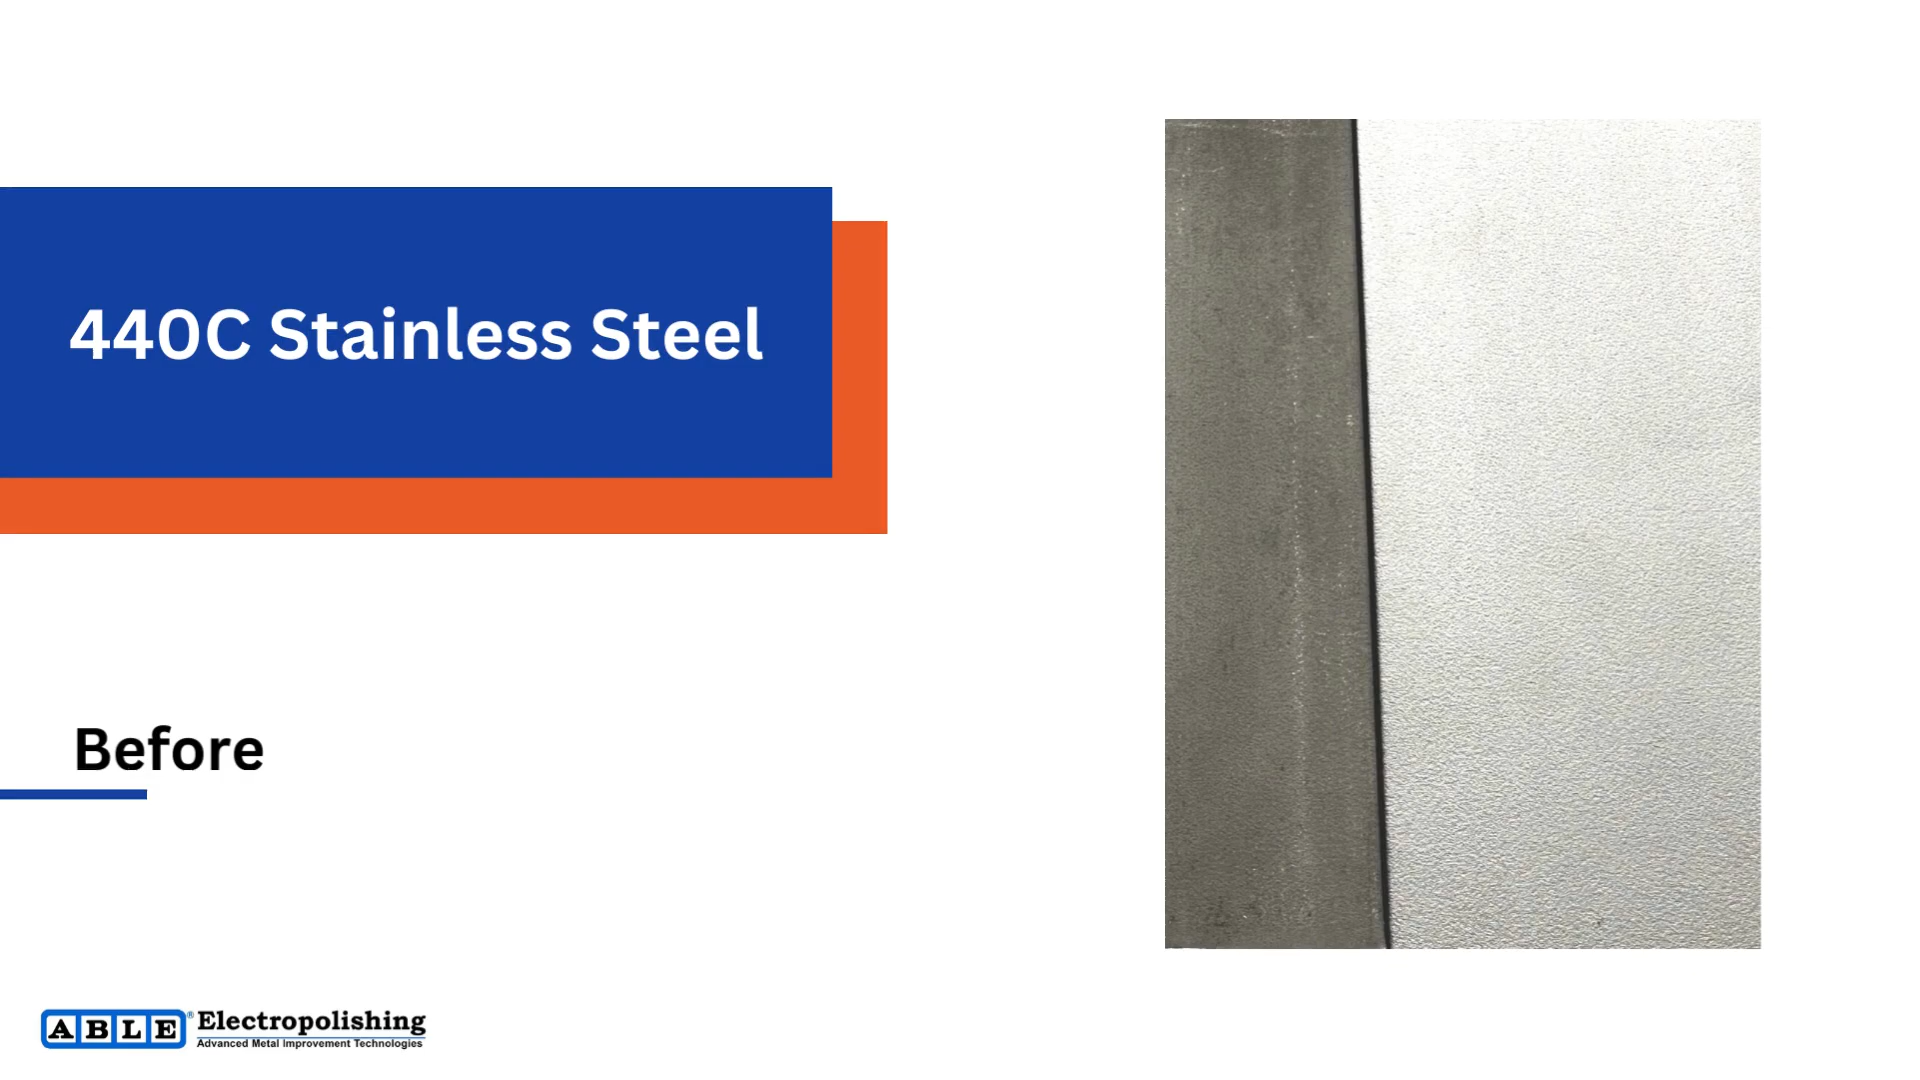 440C Stainless Steel
Before
ABLE® Electropolishing
Advanced Metal Improvement Technologies